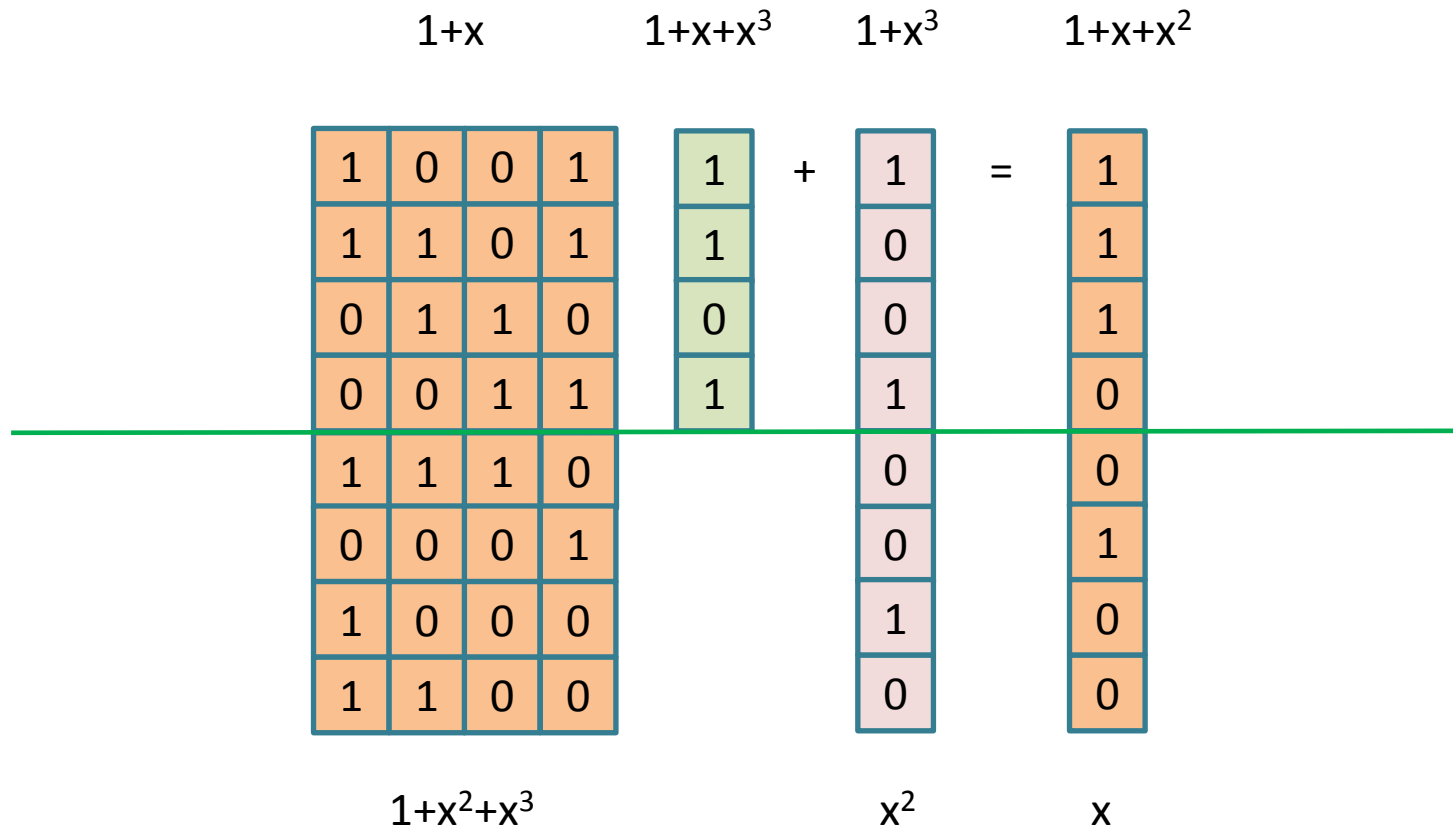 1+x 1+x+x³ 1+x³ 1+x+x²
1 0 0 1 1 + 1 = 1
1 1 0 1 1 0 1
0 1 1 0 0 0 1
0 0 1 1 1 1 0
1 1 1 0 0 0
0 0 0 1 0 1
1 0 0 0 1 0
1 1 0 0 0 0
1+x²+x³ x² x